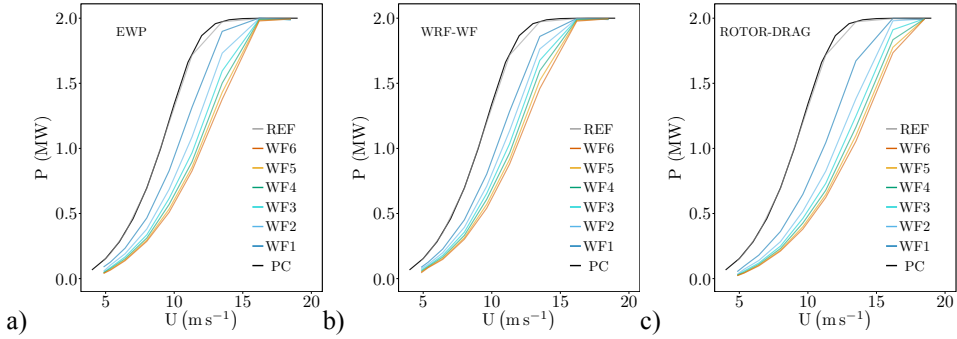 EWP
2.0
1.5
1.0
0.5
0.0
P (MW)
REF
WF6
WF5
WF4
WF3
WF2
WF1
PC
5 10 15 20
U (m s⁻¹)
a)
WRF-WF
2.0
1.5
1.0
0.5
0.0
P (MW)
REF
WF6
WF5
WF4
WF3
WF2
WF1
PC
5 10 15 20
U (m s⁻¹)
b)
ROTOR-DRAG
2.0
1.5
1.0
0.5
0.0
P (MW)
REF
WF6
WF5
WF4
WF3
WF2
WF1
PC
5 10 15 20
U (m s⁻¹)
c)